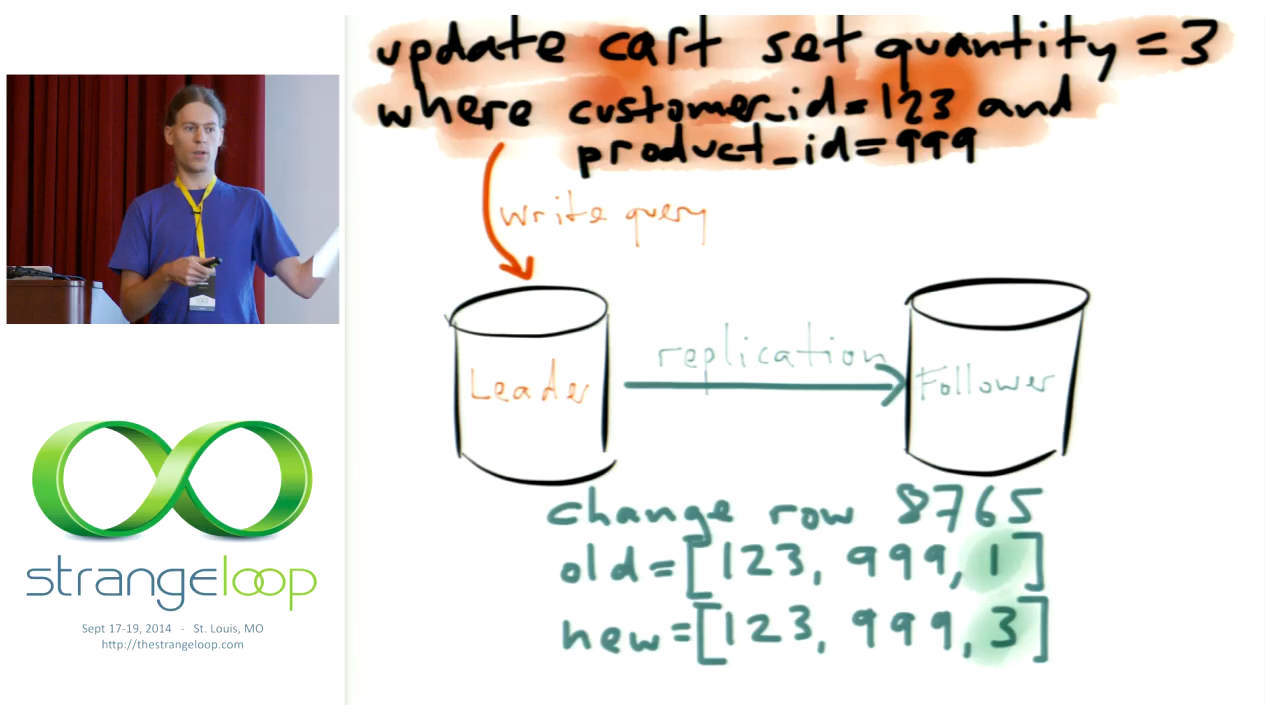 update cart set quantity = 3
where customer_id=123 and
product_id=999
write query
replication
Leader
Follower
change row 8765
old=[123, 999, 1]
new=[123, 999, 3]
strangeloop
Sept 17-19, 2014 - St. Louis, MO
http://thestrangeloop.com